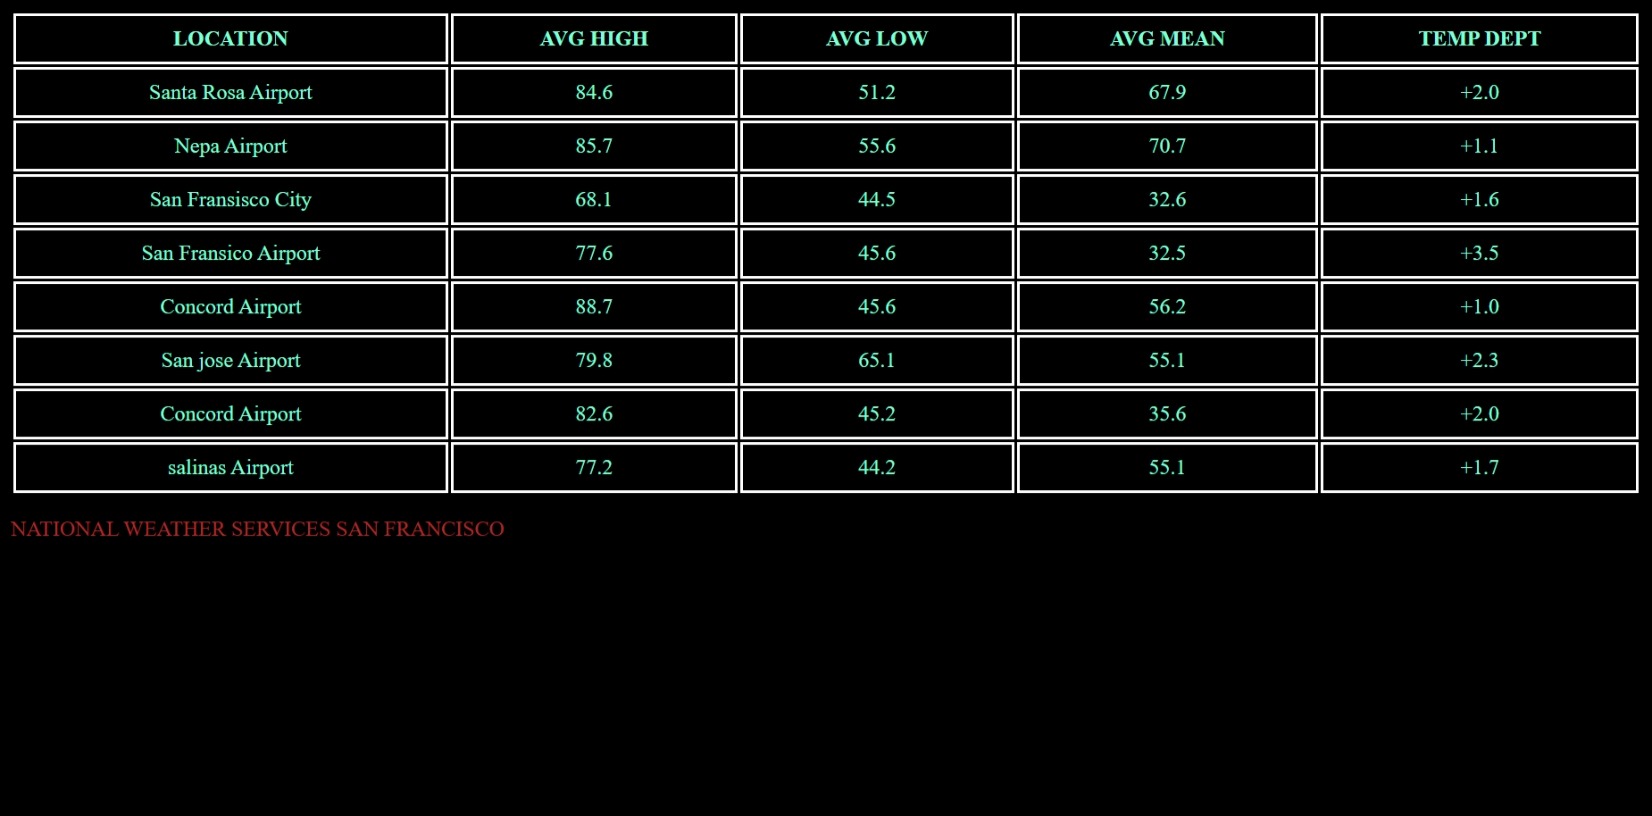 LOCATION AVG HIGH AVG LOW AVG MEAN TEMP DEPT
Santa Rosa Airport 84.6 51.2 67.9 +2.0
Nepa Airport 85.7 55.6 70.7 +1.1
San Fransisco City 68.1 44.5 32.6 +1.6
San Fransico Airport 77.6 45.6 32.5 +3.5
Concord Airport 88.7 45.6 56.2 +1.0
San jose Airport 79.8 65.1 55.1 +2.3
Concord Airport 82.6 45.2 35.6 +2.0
salinas Airport 77.2 44.2 55.1 +1.7
NATIONAL WEATHER SERVICES SAN FRANCISCO